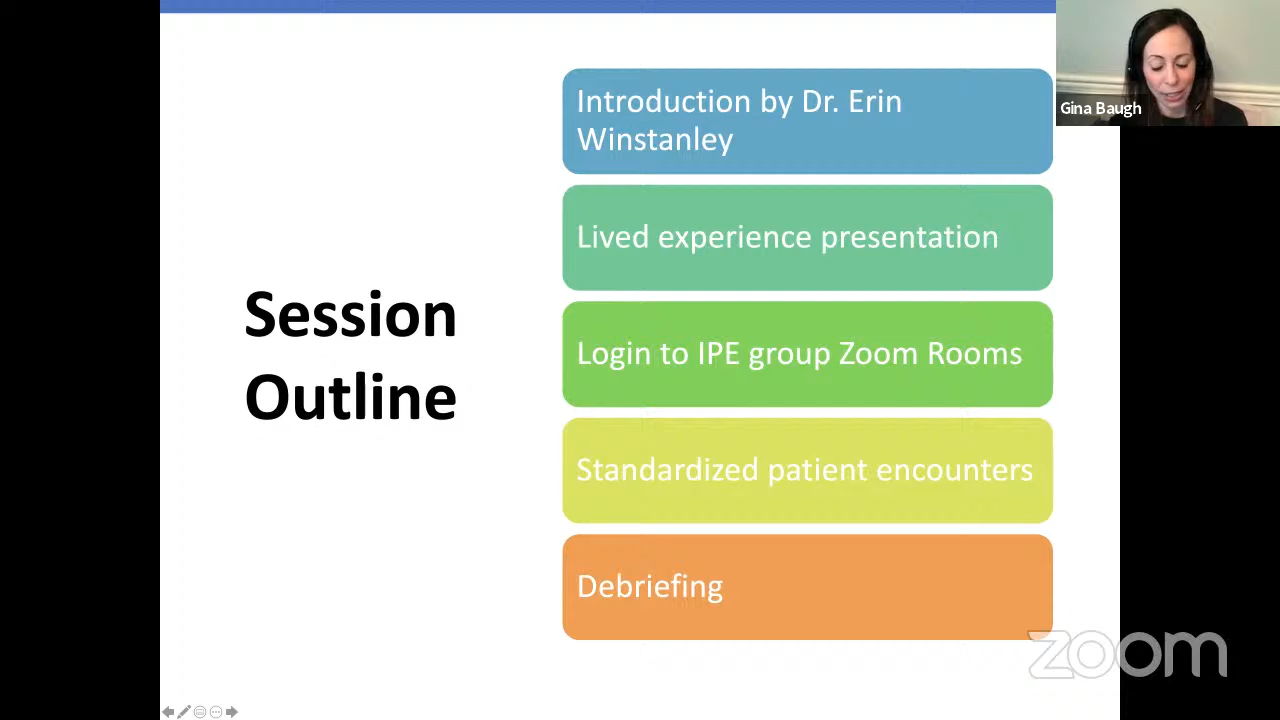 Session
Outline
Introduction by Dr. Erin
Winstanley
Lived experience presentation
Login to IPE group Zoom Rooms
Standardized patient encounters
Debriefing
Gina Baugh
zoom